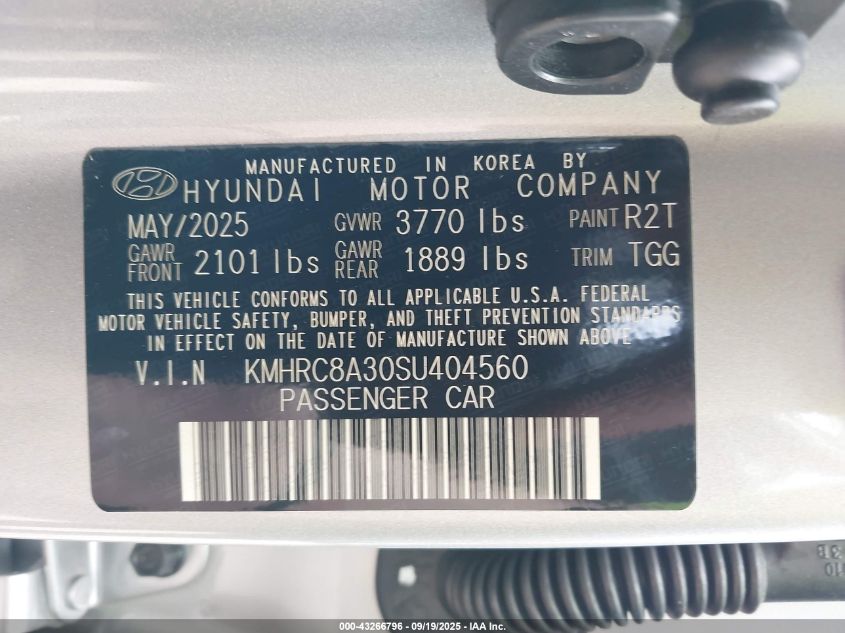 MANUFACTURED IN KOREA BY
HYUNDAI MOTOR COMPANY
MAY/2025 GVWR 3770 lbs PAINT R2T
GAWR FRONT 2101 lbs GAWR REAR 1889 lbs TRIM TGG
THIS VEHICLE CONFORMS TO ALL APPLICABLE U.S.A. FEDERAL
MOTOR VEHICLE SAFETY, BUMPER, AND THEFT PREVENTION STANDARDS
IN EFFECT ON THE DATE OF MANUFACTURE SHOWN ABOVE
V.I.N KMHRC8A30SU404560
PASSENGER CAR
000-43266796 - 09/19/2025 - IAA Inc.